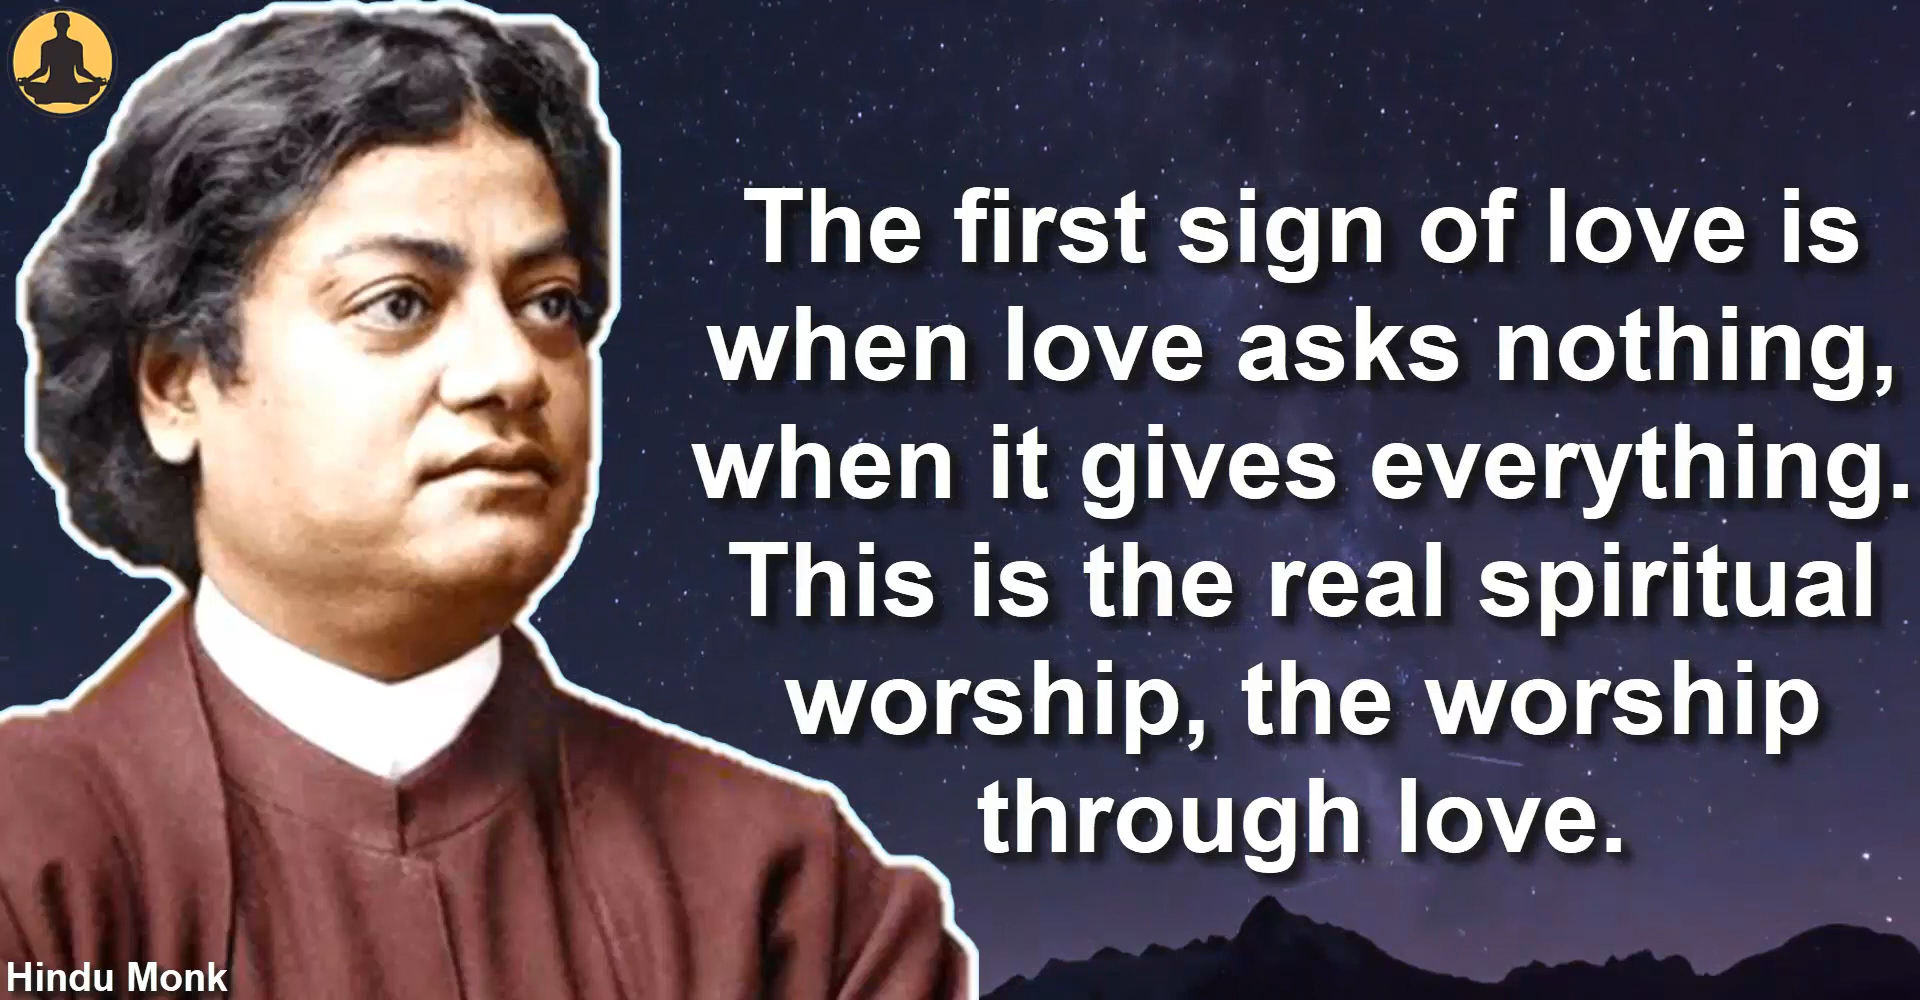 The first sign of love is
when love asks nothing,
when it gives everything.
This is the real spiritual
worship, the worship
through love.
Hindu Monk